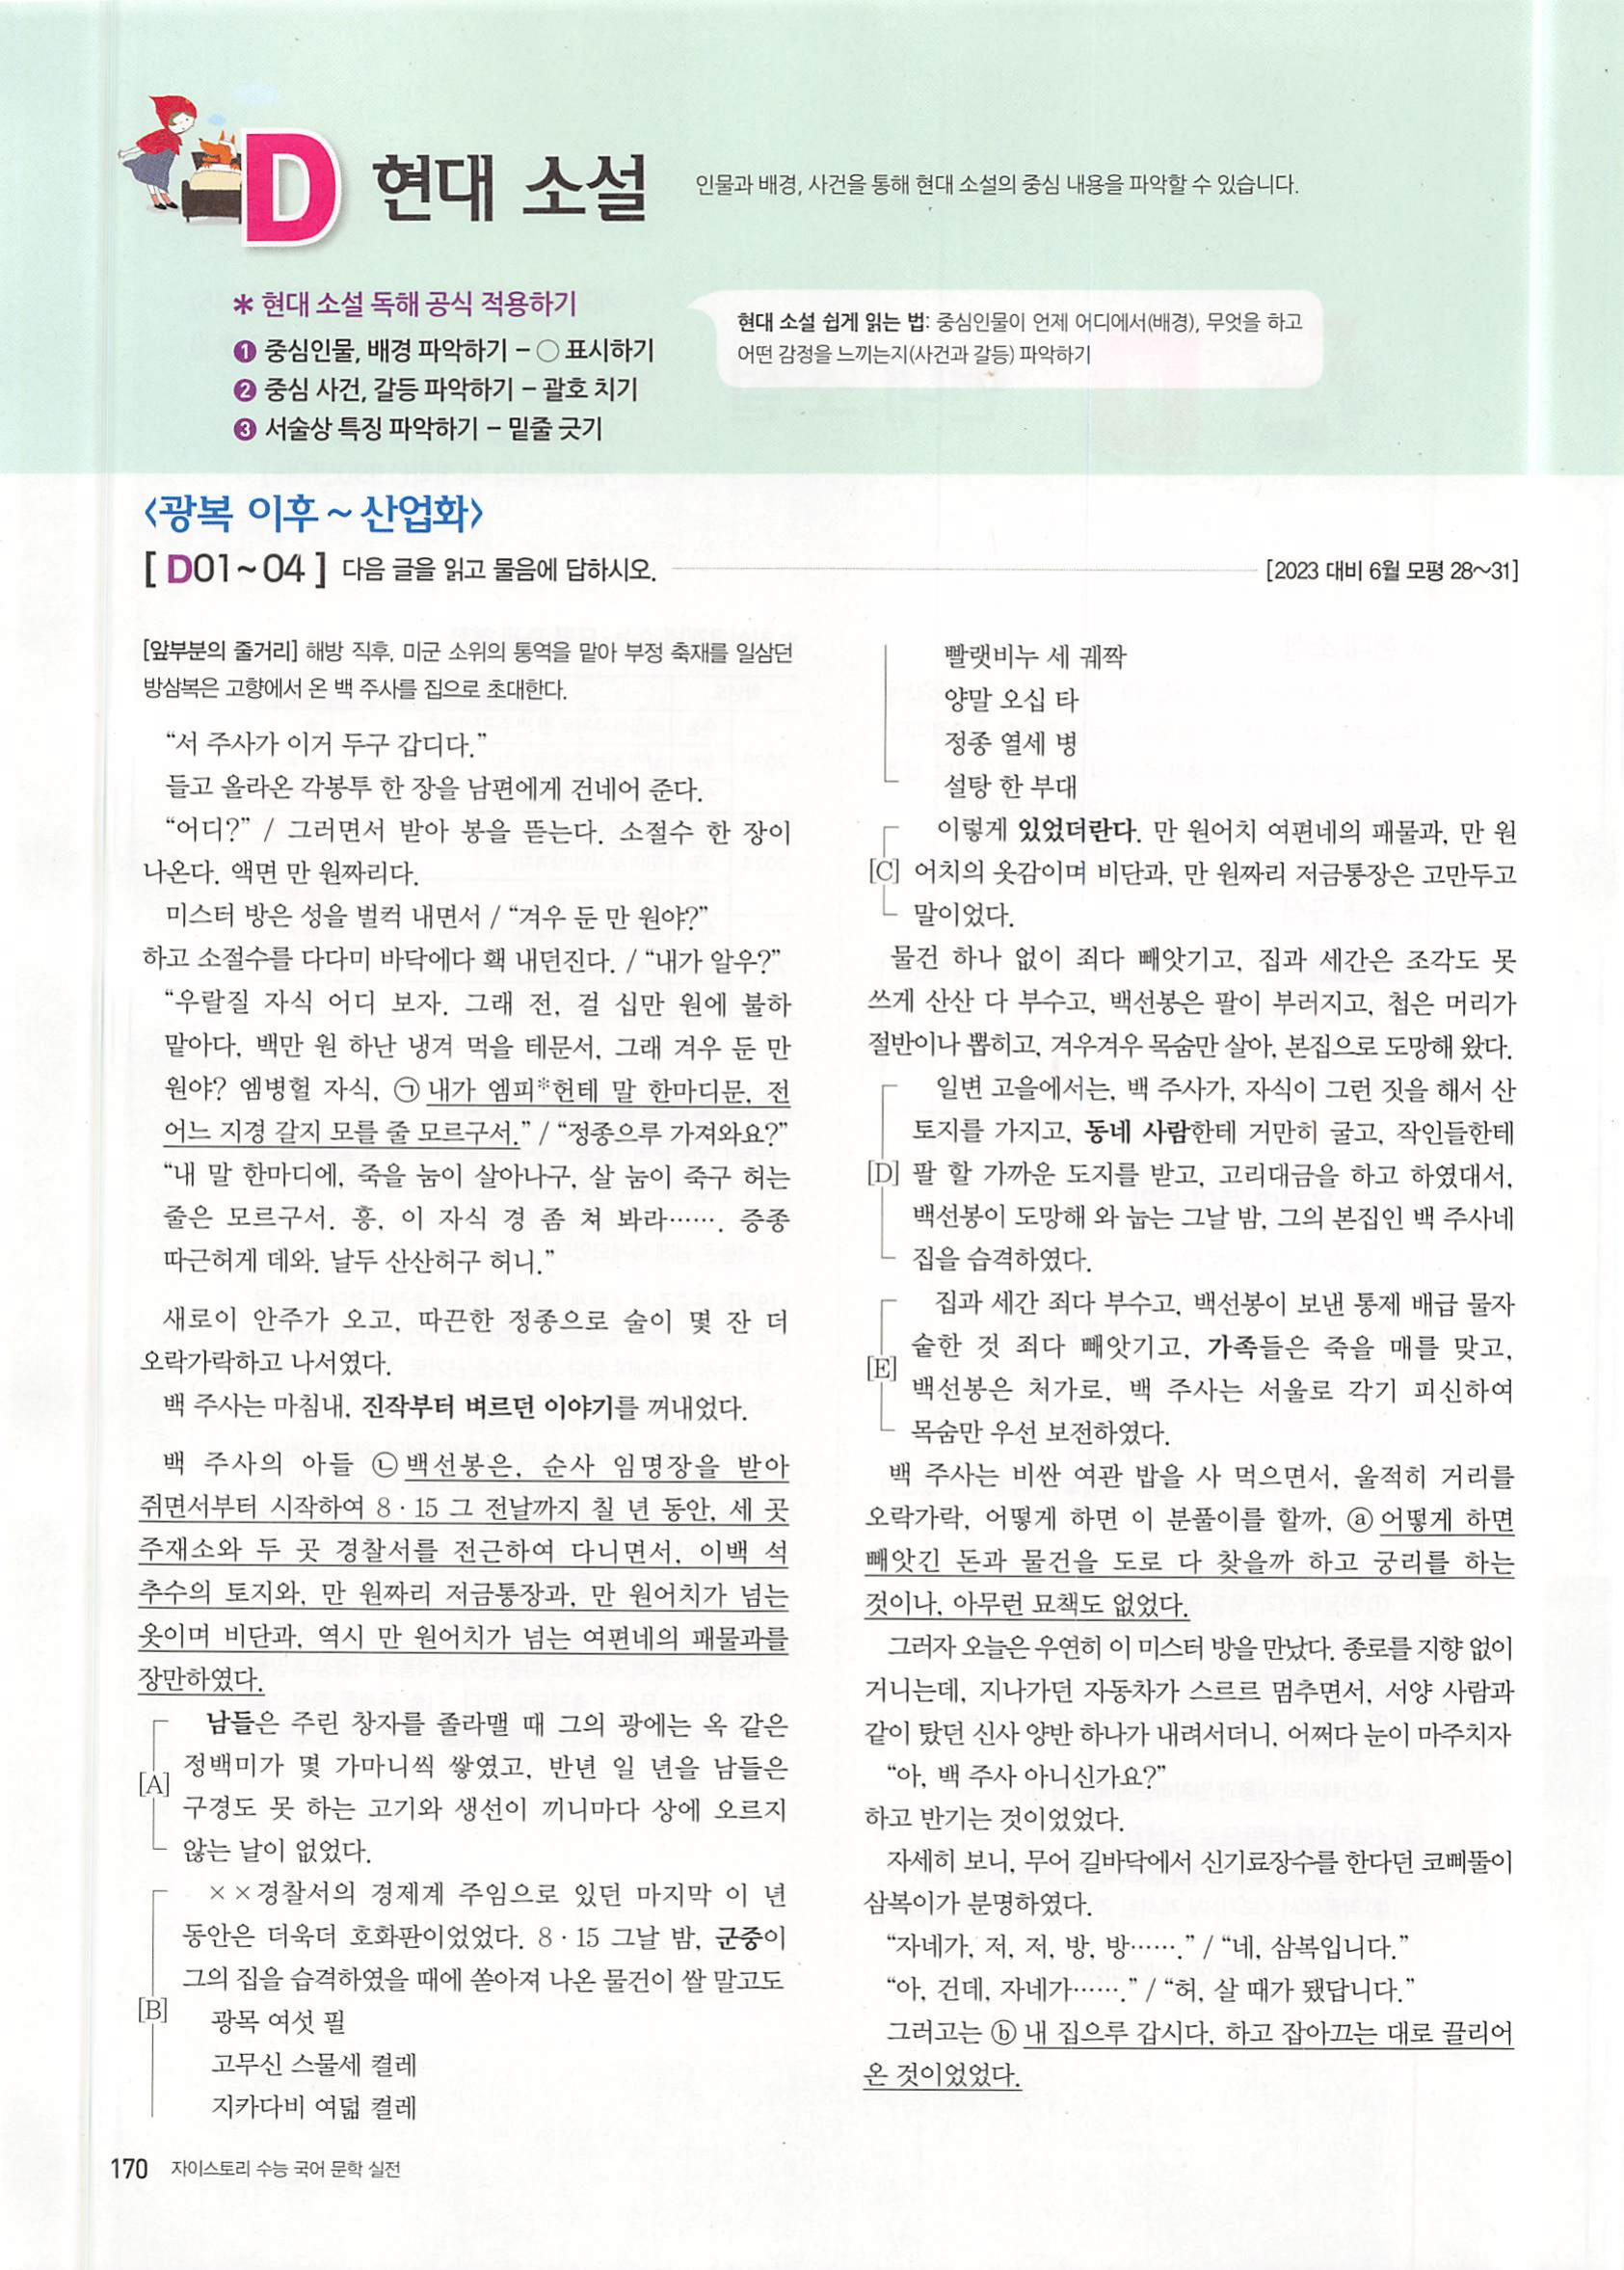 D 현대 소설
인물과 배경, 사건을 통해 현대 소설의 중심 내용을 파악할 수 있습니다.
* 현대 소설 독해 공식 적용하기
❶ 중심인물, 배경 파악하기 – ○ 표시하기
❷ 중심 사건, 갈등 파악하기 – 괄호 치기
❸ 서술상 특징 파악하기 – 밑줄 긋기
현대 소설 쉽게 읽는 법: 중심인물이 언제 어디에서(배경), 무엇을 하고
어떤 감정을 느끼는지(사건과 갈등) 파악하기
<광복 이후 ~ 산업화>
[ D01~04 ] 다음 글을 읽고 물음에 답하시오.
[2023 대비 6월 모평 28~31]
[앞부분의 줄거리] 해방 직후, 미군 소위의 통역을 맡아 부정 축재를 일삼던
방삼복은 고향에서 온 백 주사를 집으로 초대한다.
“서 주사가 이거 두구 갑디다.”
들고 올라온 각봉투 한 장을 남편에게 건네어 준다.
“어디?” / 그러면서 받아 봉을 뜯는다. 소절수 한 장이
나온다. 액면 만 원짜리다.
미스터 방은 성을 벌컥 내면서 / “겨우 둔 만 원야?”
하고 소절수를 다다미 바닥에다 홱 내던진다. / “내가 알우?”
“우랄질 자식 어디 보자. 그래 전, 걸 십만 원에 불하
맡아다, 백만 원 하난 냉겨 먹을 테문서, 그래 겨우 둔 만
원야? 엠병헐 자식, ㉠ 내가 엠피*헌테 말 한마디문, 전
어느 지경 갈지 모를 줄 모르구서.” / “정종으루 가져와요?”
“내 말 한마디에, 죽을 눔이 살아나구, 살 눔이 죽구 허는
줄은 모르구서. 흥, 이 자식 경 좀 쳐 봐라……. 증종
따근허게 데와. 날두 산산허구 허니.”
새로이 안주가 오고, 따끈한 정종으로 술이 몇 잔 더
오락가락하고 나서였다.
백 주사는 마침내, 진작부터 벼르던 이야기를 꺼내었다.
백 주사의 아들 ㉡ 백선봉은, 순사 임명장을 받아
쥐면서부터 시작하여 8·15 그 전날까지 칠 년 동안, 세 곳
주재소와 두 곳 경찰서를 전근하여 다니면서, 이백 석
추수의 토지와, 만 원짜리 저금통장과, 만 원어치가 넘는
옷이며 비단과, 역시 만 원어치가 넘는 여편네의 패물과를
장만하였다.
[A] 남들은 주린 창자를 졸라맬 때 그의 광에는 옥 같은
정백미가 몇 가마니씩 쌓였고, 반년 일 년을 남들은
구경도 못 하는 고기와 생선이 끼니마다 상에 오르지
않는 날이 없었다.
[B] ××경찰서의 경제계 주임으로 있던 마지막 이 년
동안은 더욱더 호화판이었었다. 8·15 그날 밤, 군중이
그의 집을 습격하였을 때에 쏟아져 나온 물건이 쌀 말고도
광목 여섯 필
고무신 스물세 켤레
지카다비 여덟 켤레
빨랫비누 세 궤짝
양말 오십 타
정종 열세 병
설탕 한 부대
[C] 이렇게 있었더란다. 만 원어치 여편네의 패물과, 만 원
어치의 옷감이며 비단과, 만 원짜리 저금통장은 고만두고
말이었다.
물건 하나 없이 죄다 빼앗기고, 집과 세간은 조각도 못
쓰게 산산 다 부수고, 백선봉은 팔이 부러지고, 첩은 머리가
절반이나 뽑히고, 겨우겨우 목숨만 살아, 본집으로 도망해 왔다.
[D] 일변 고을에서는, 백 주사가, 자식이 그런 짓을 해서 산
토지를 가지고, 동네 사람한테 거만히 굴고, 작인들한테
팔 할 가까운 도지를 받고, 고리대금을 하고 하였대서,
백선봉이 도망해 와 눕는 그날 밤, 그의 본집인 백 주사네
집을 습격하였다.
[E] 집과 세간 죄다 부수고, 백선봉이 보낸 통제 배급 물자
숱한 것 죄다 빼앗기고, 가족들은 죽을 매를 맞고,
백선봉은 처가로, 백 주사는 서울로 각기 피신하여
목숨만 우선 보전하였다.
백 주사는 비싼 여관 밥을 사 먹으면서, 울적히 거리를
오락가락, 어떻게 하면 이 분풀이를 할까, ⓐ 어떻게 하면
빼앗긴 돈과 물건을 도로 다 찾을까 하고 궁리를 하는
것이나, 아무런 묘책도 없었다.
그러자 오늘은 우연히 이 미스터 방을 만났다. 종로를 지향 없이
거니는데, 지나가던 자동차가 스르르 멈추면서, 서양 사람과
같이 탔던 신사 양반 하나가 내려서더니, 어쩌다 눈이 마주치자
“아, 백 주사 아니신가요?”
하고 반기는 것이었었다.
자세히 보니, 무어 길바닥에서 신기료장수를 한다던 코삐뚤이
삼복이가 분명하였다.
“자네가, 저, 저, 방, 방…….” / “네, 삼복입니다.”
“아, 건데, 자네가…….” / “허, 살 때가 됐답니다.”
그러고는 ⓑ 내 집으루 갑시다, 하고 잡아끄는 대로 끌리어
온 것이었었다.
170 자이스토리 수능 국어 문학 실전